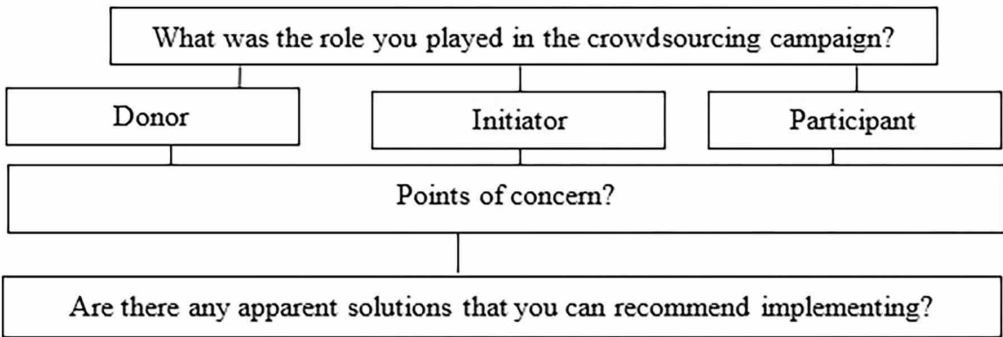 What was the role you played in the crowdsourcing campaign?
Donor
Initiator
Participant
Points of concern?
Are there any apparent solutions that you can recommend implementing?